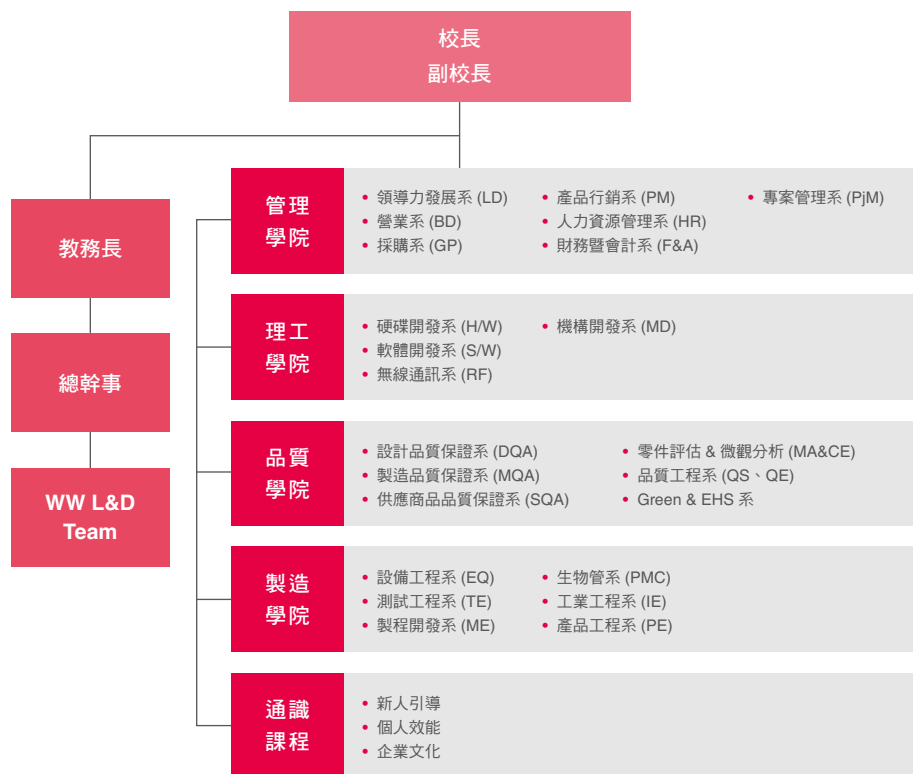 校長
副校長
教務長
總幹事
WW L&D
Team
管理
學院
• 領導力發展系 (LD)
• 營業系 (BD)
• 採購系 (GP)
• 產品行銷系 (PM)
• 人力資源管理系 (HR)
• 財務暨會計系 (F&A)
• 專案管理系 (PjM)
理工
學院
• 硬碟開發系 (H/W)
• 軟體開發系 (S/W)
• 無線通訊系 (RF)
• 機構開發系 (MD)
品質
學院
• 設計品質保證系 (DQA)
• 製造品質保證系 (MQA)
• 供應商品品質保證系 (SQA)
• 零件評估 & 微觀分析 (MA&CE)
• 品質工程系 (QS、QE)
• Green & EHS 系
製造
學院
• 設備工程系 (EQ)
• 測試工程系 (TE)
• 製程開發系 (ME)
• 生物管系 (PMC)
• 工業工程系 (IE)
• 產品工程系 (PE)
通識
課程
• 新人引導
• 個人效能
• 企業文化